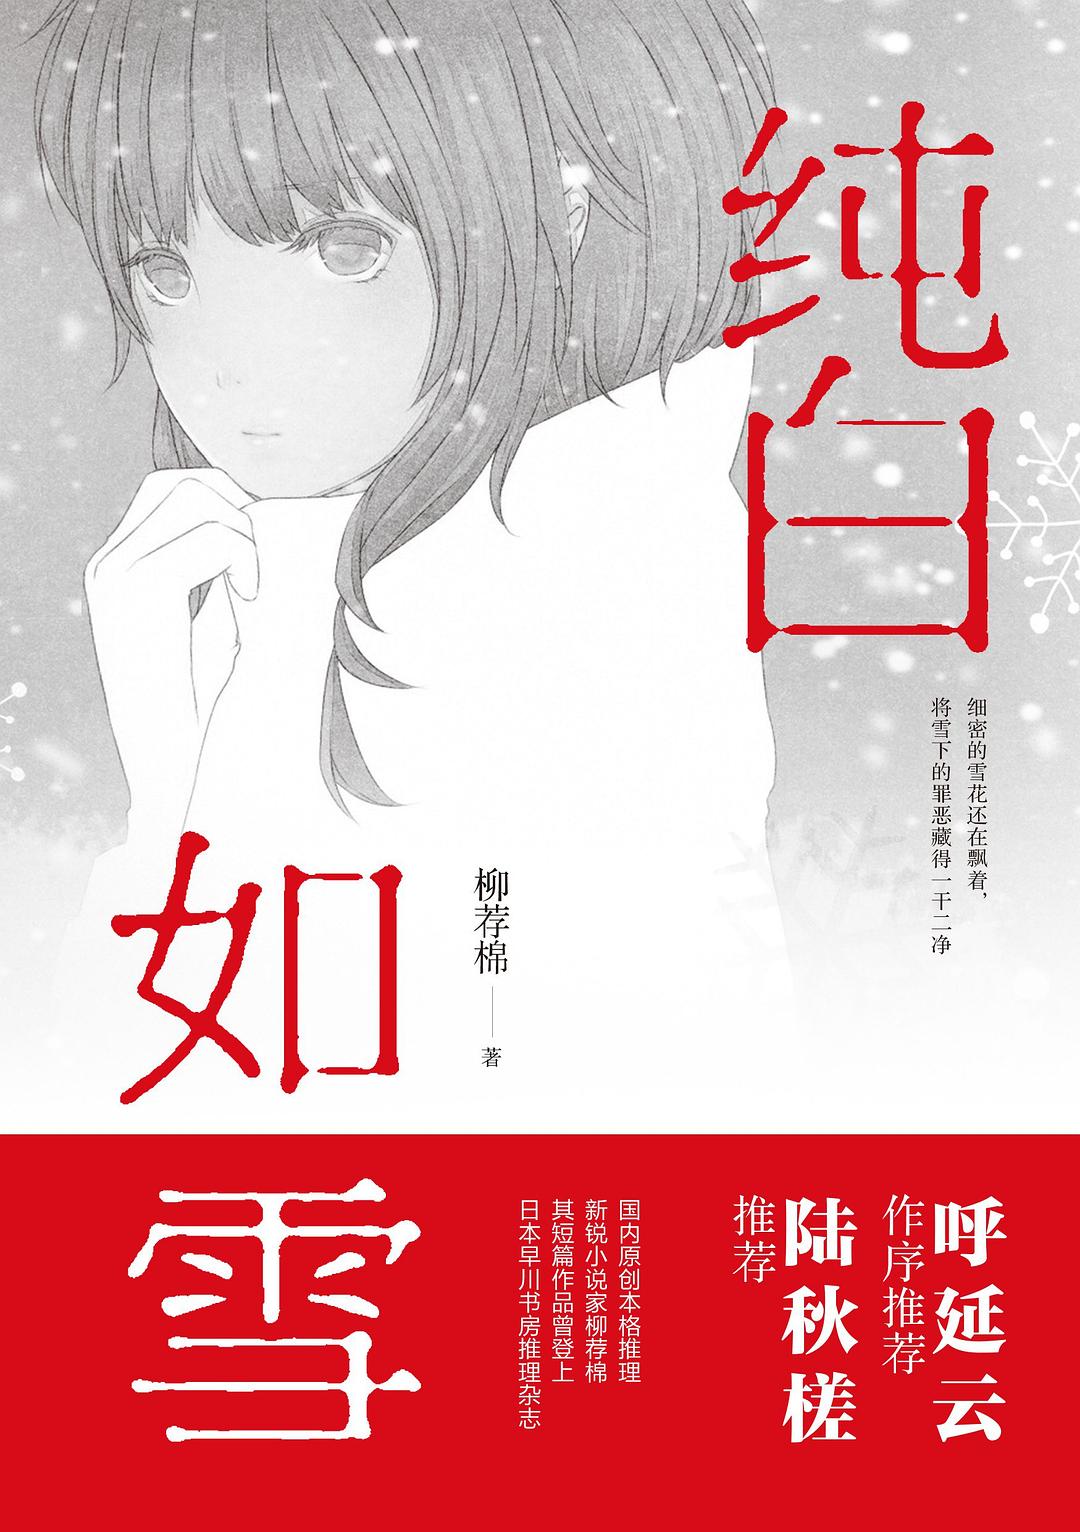 纯白
如
雪
细密的雪花还在飘着，
将雪下的罪恶藏得一干二净
柳荐棉
著
呼延云
作序推荐
陆秋槎
推荐
国内原创本格推理
新锐小说家柳荐棉
其短篇作品曾登上
日本早川书房推理杂志